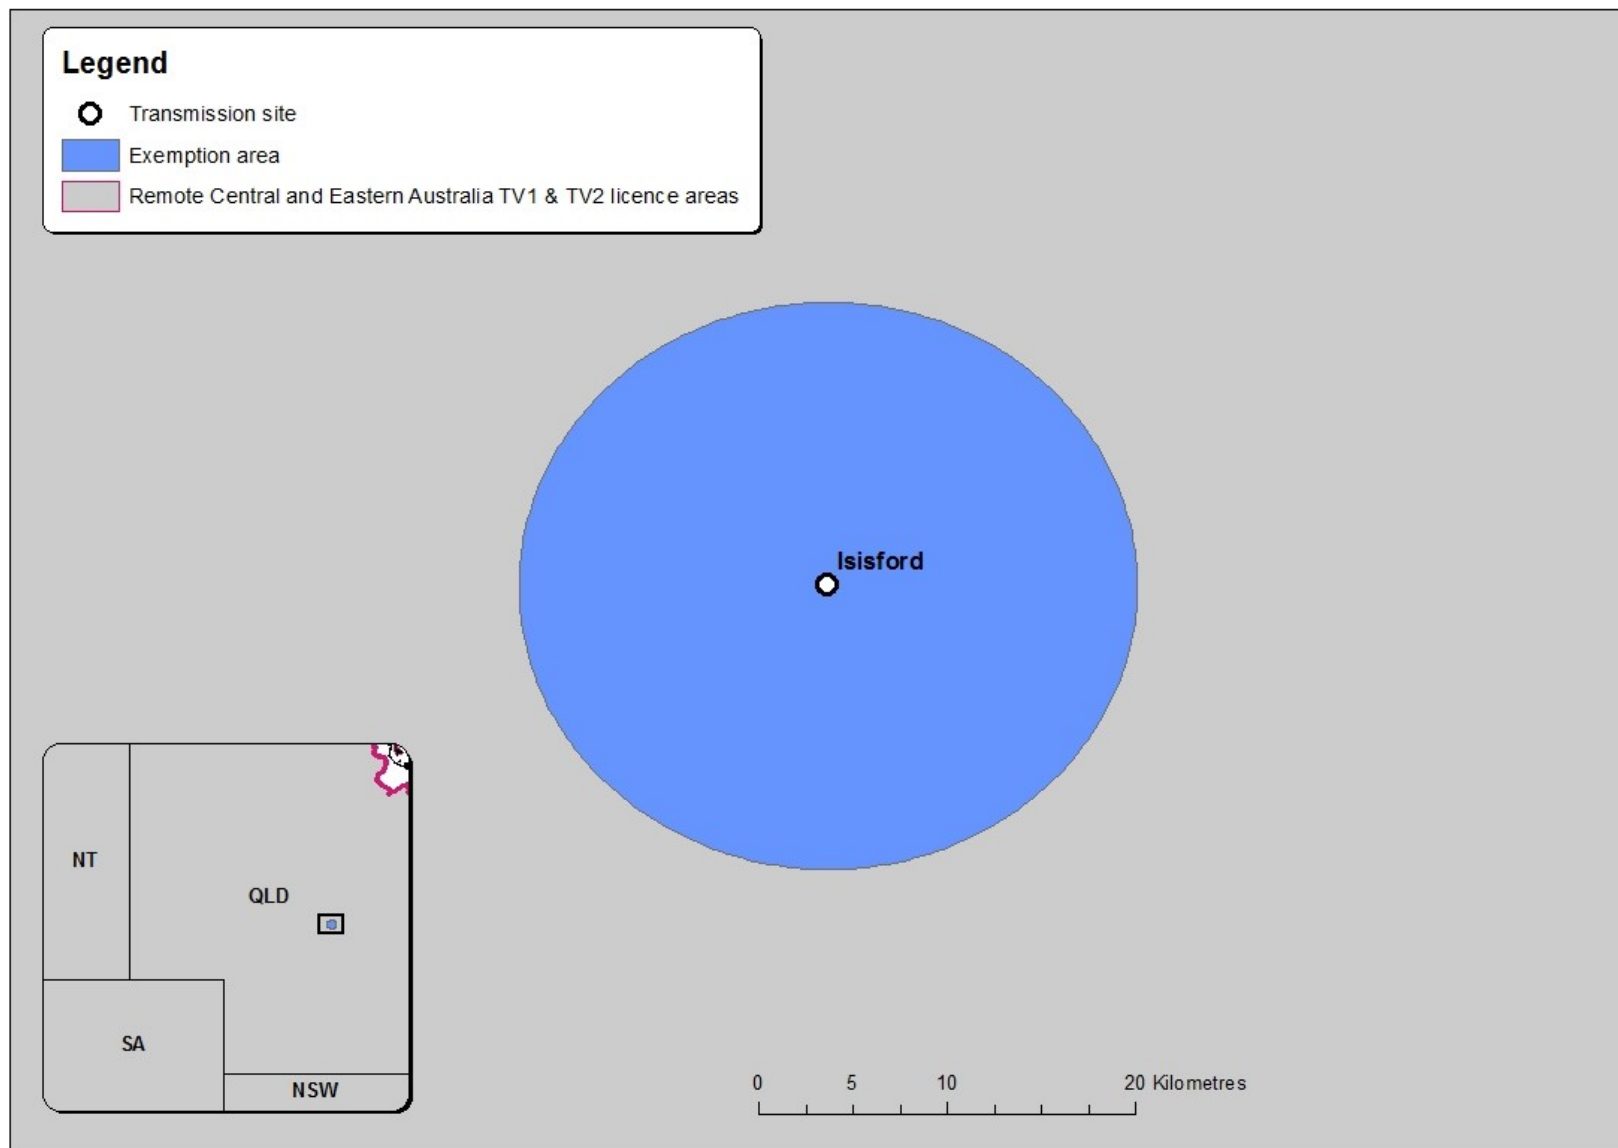 Legend
Transmission site
Exemption area
Remote Central and Eastern Australia TV1 & TV2 licence areas
Isisford
NT
QLD
SA
NSW
0 5 10 20 Kilometres